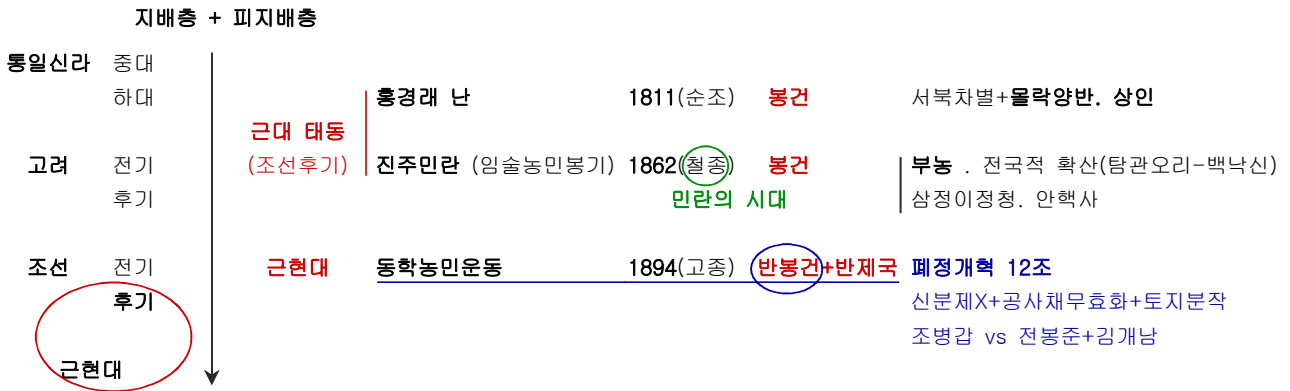 지배층 + 피지배층
통일신라 중대
하대 홍경래 난 1811(순조) 봉건 서북차별+몰락양반. 상인
근대 태동
고려 전기 (조선후기) 진주민란 (임술농민봉기) 1862(철종) 봉건 부농 . 전국적 확산(탐관오리-백낙신)
후기 민란의 시대 삼정이정청. 안핵사
조선 전기 근현대 동학농민운동 1894(고종) 반봉건+반제국 폐정개혁 12조
후기 신분제X+공사채무효화+토지분작
조병갑 vs 전봉준+김개남
근현대